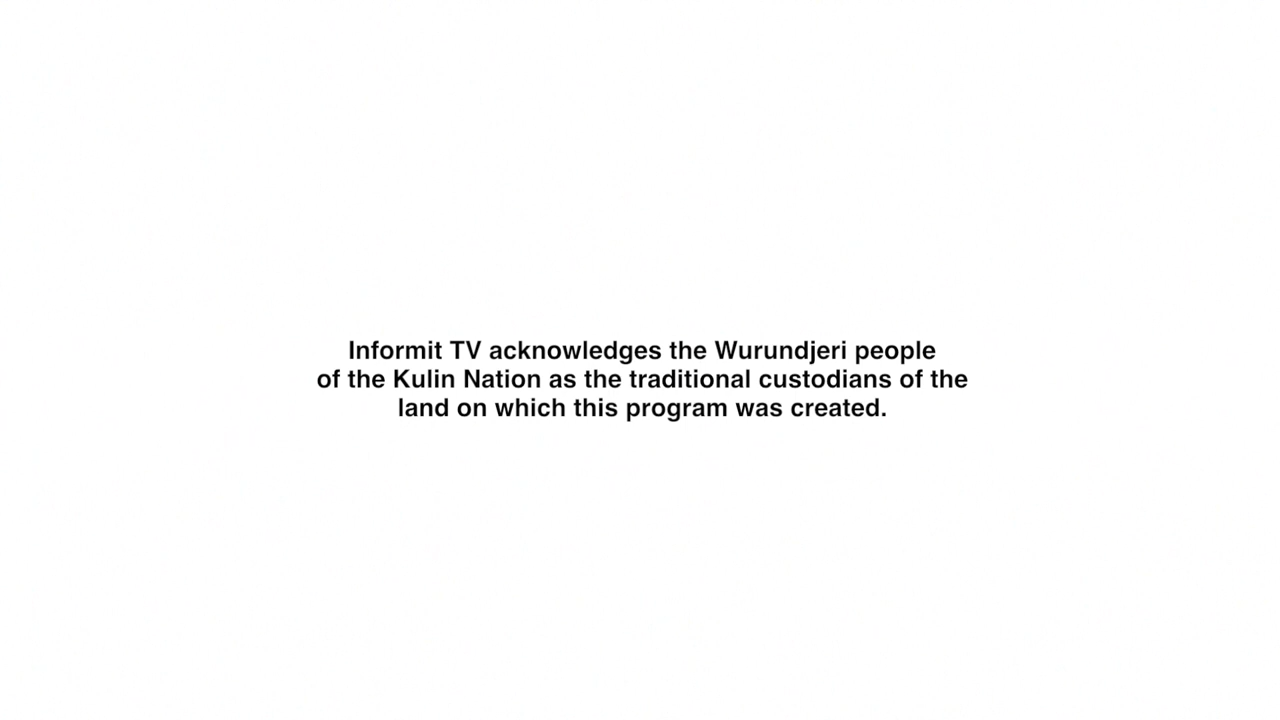 Informit TV acknowledges the Wurundjeri people
of the Kulin Nation as the traditional custodians of the
land on which this program was created.